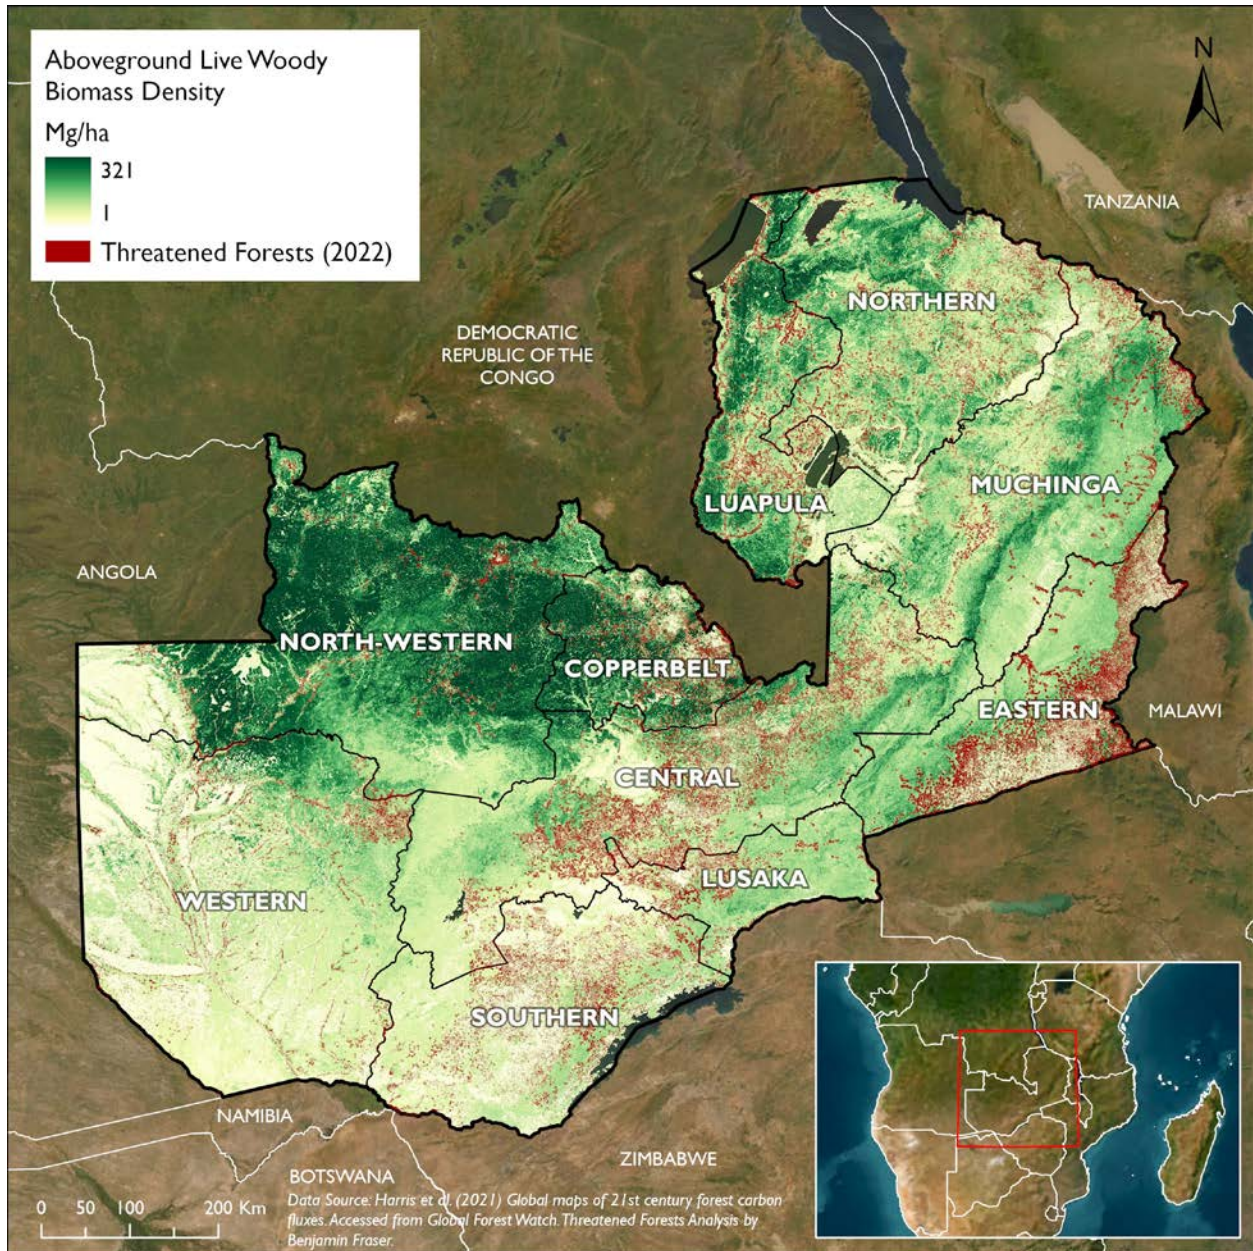 Aboveground Live Woody
Biomass Density
Mg/ha
321
1
Threatened Forests (2022)
N
TANZANIA
NORTHERN
DEMOCRATIC
REPUBLIC OF THE
CONGO
MUCHINGA
LUAPULA
ANGOLA
NORTH-WESTERN
COPPERBELT
EASTERN
MALAWI
CENTRAL
LUSAKA
WESTERN
SOUTHERN
NAMIBIA
ZIMBABWE
BOTSWANA
0 50 100 200 Km
Data Source: Harris et al. (2021) Global maps of 21st century forest carbon
fluxes. Accessed from Global Forest Watch. Threatened Forests Analysis by
Benjamin Fraser.